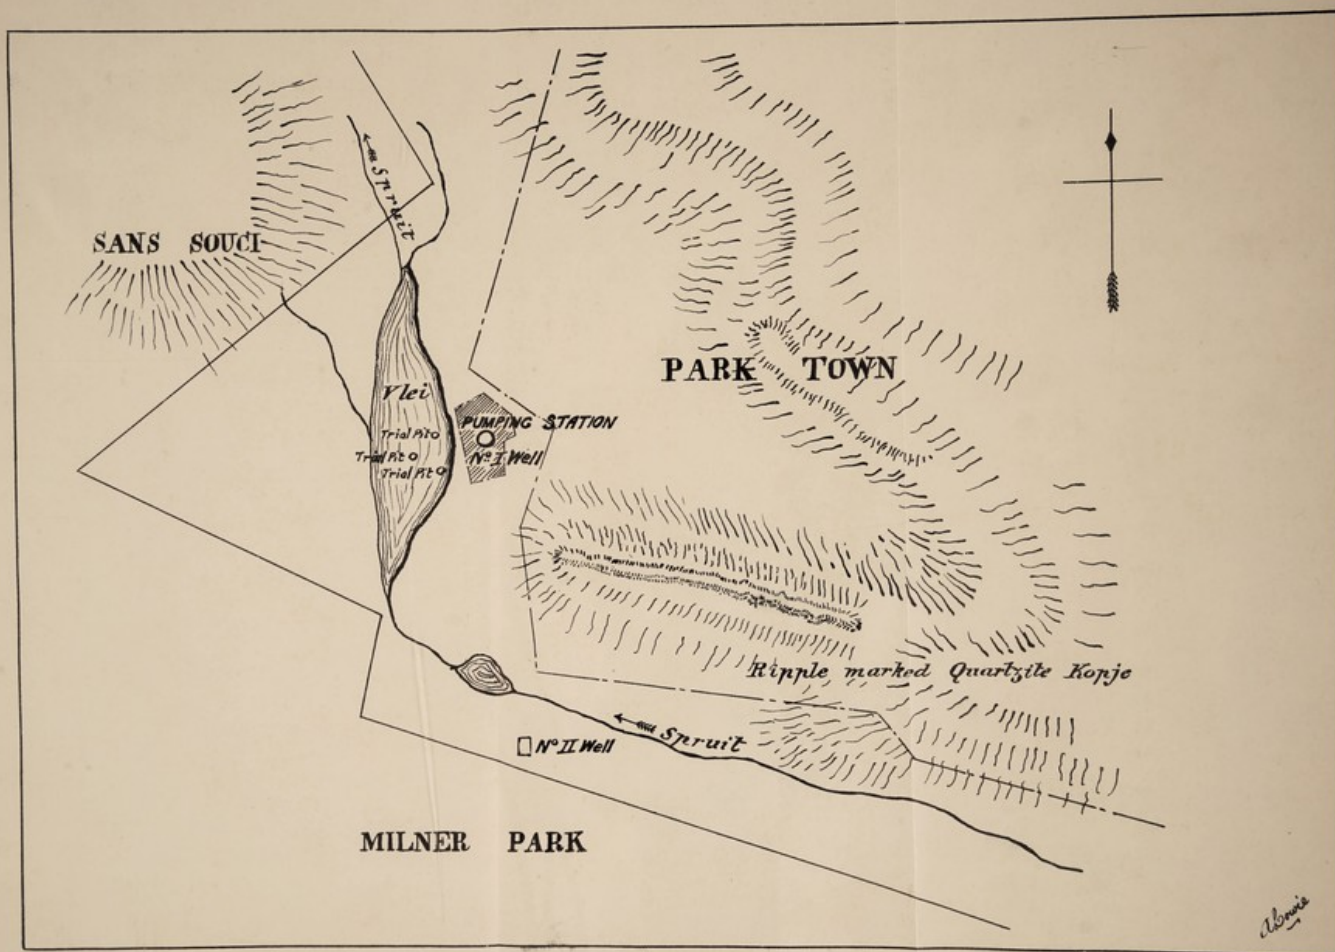 Spruit
SANS SOUCI
PARK TOWN
Vlei
PUMPING STATION
Trial Pit
Trial Pit
Nº I Well
Trial Pit
Ripple marked Quartzite Kopje
Spruit
Nº II Well
MILNER PARK